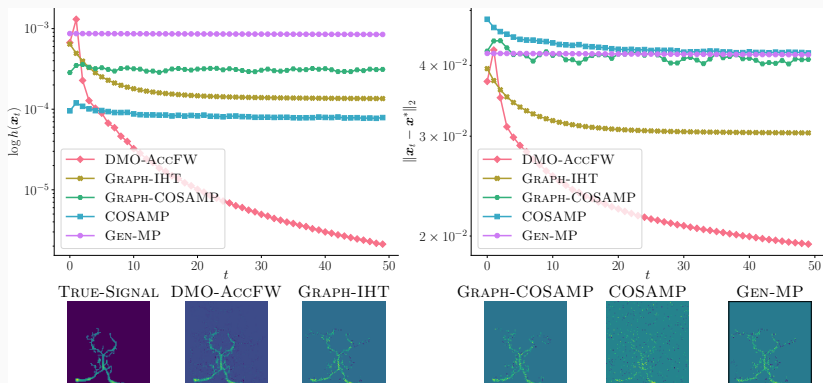 10⁻³
10⁻⁴
10⁻⁵
log h(x_t)
DMO-AccFW
Graph-IHT
Graph-COSAMP
COSAMP
Gen-MP
0 10 20 30 40 50
t
4 × 10⁻²
3 × 10⁻²
2 × 10⁻²
‖x_t − x*‖₂
DMO-AccFW
Graph-IHT
Graph-COSAMP
COSAMP
Gen-MP
0 10 20 30 40 50
t
True-Signal DMO-AccFW Graph-IHT Graph-COSAMP COSAMP Gen-MP